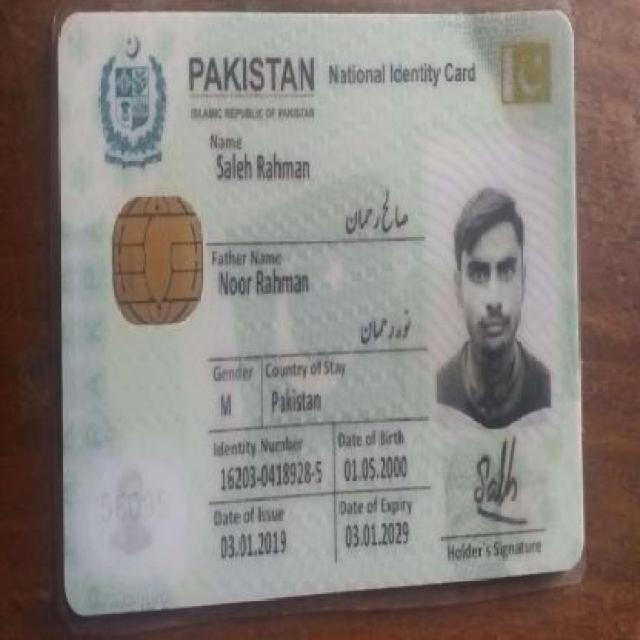 PAKISTAN National Identity Card
ISLAMIC REPUBLIC OF PAKISTAN
Name
Saleh Rahman
صالح رحمان
Father Name
Noor Rahman
نور رحمان
Gender Country of Stay
M Pakistan
Identity Number Date of Birth
16203-0418928-5 01.05.2000
Date of Issue Date of Expiry
03.01.2019 03.01.2029
Saleh
Holder's Signature